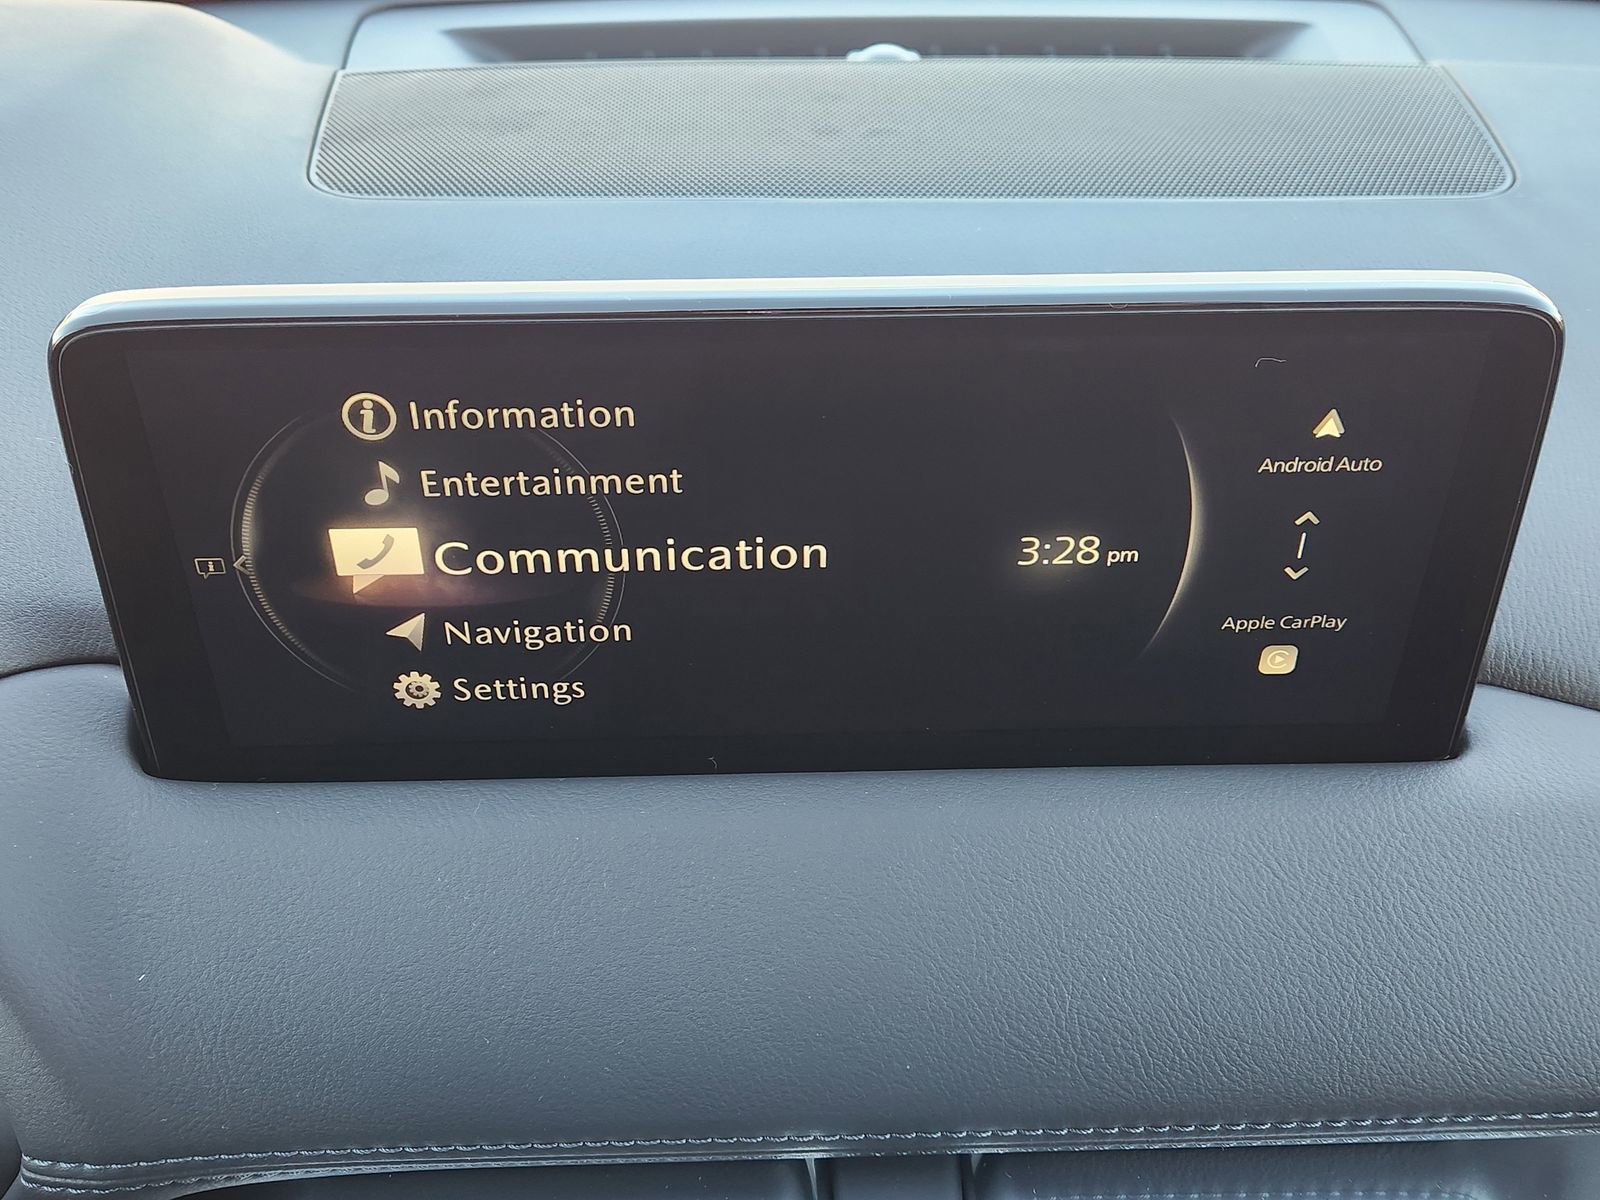 Information
Entertainment
Communication
Navigation
Settings
3:28 pm
Android Auto
Apple CarPlay